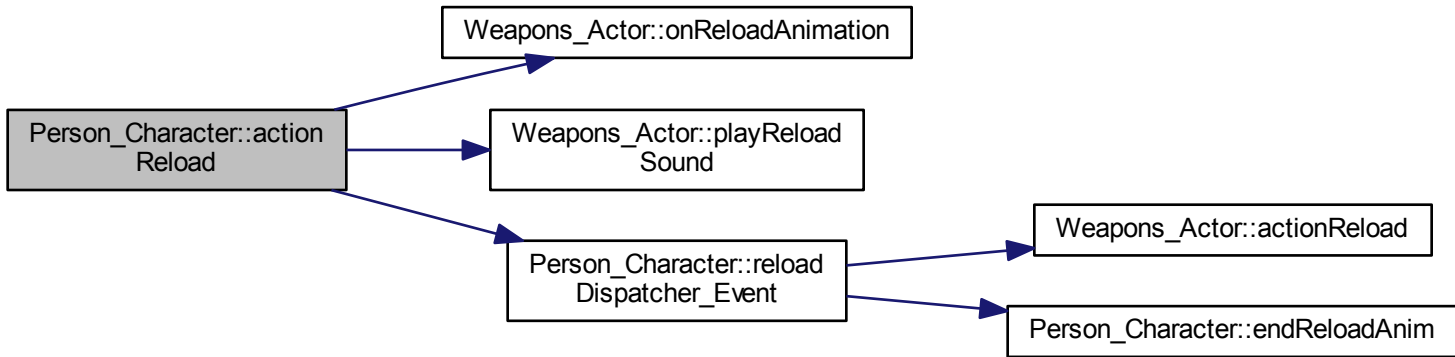 Weapons_Actor::onReloadAnimation
Person_Character::action
Reload
Weapons_Actor::playReload
Sound
Person_Character::reload
Dispatcher_Event
Weapons_Actor::actionReload
Person_Character::endReloadAnim